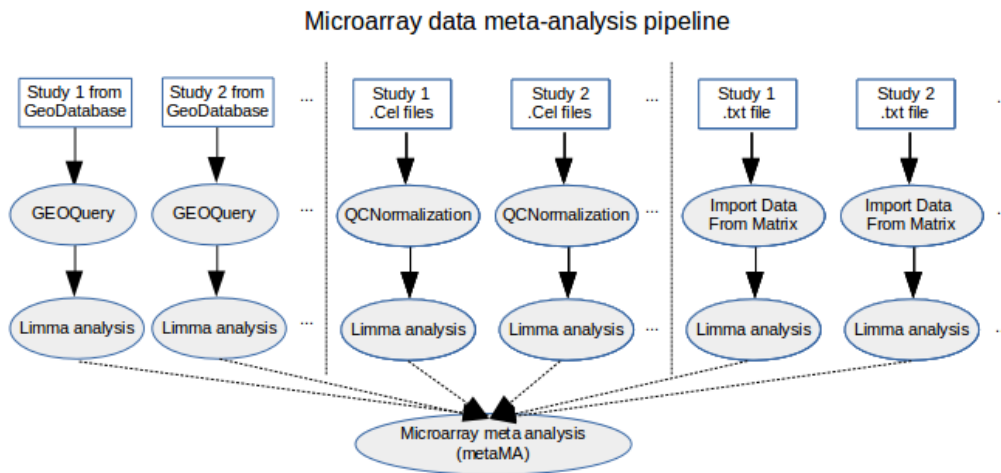 Microarray data meta-analysis pipeline
Study 1 from
GeoDatabase
Study 2 from
GeoDatabase
...
Study 1
.Cel files
Study 2
.Cel files
...
Study 1
.txt file
Study 2
.txt file
.
GEOQuery
GEOQuery
...
QCNormalization
QCNormalization
...
Import Data
From Matrix
Import Data
From Matrix
.
Limma analysis
Limma analysis
...
Limma analysis
Limma analysis
...
Limma analysis
Limma analysis
.
Microarray meta analysis
(metaMA)